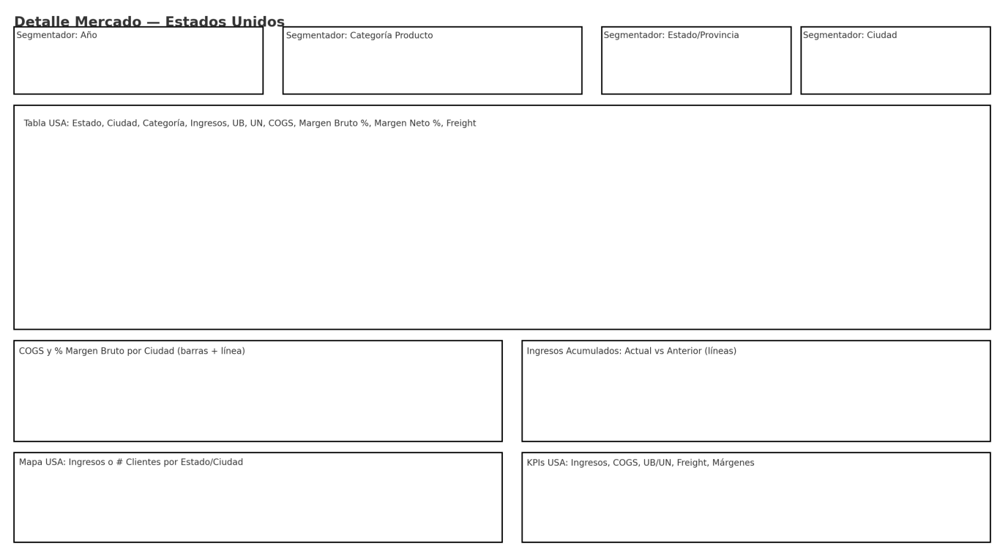 Detalle Mercado — Estados Unidos
Segmentador: Año
Segmentador: Categoría Producto
Segmentador: Estado/Provincia
Segmentador: Ciudad
Tabla USA: Estado, Ciudad, Categoría, Ingresos, UB, UN, COGS, Margen Bruto %, Margen Neto %, Freight
COGS y % Margen Bruto por Ciudad (barras + línea)
Ingresos Acumulados: Actual vs Anterior (líneas)
Mapa USA: Ingresos o # Clientes por Estado/Ciudad
KPIs USA: Ingresos, COGS, UB/UN, Freight, Márgenes